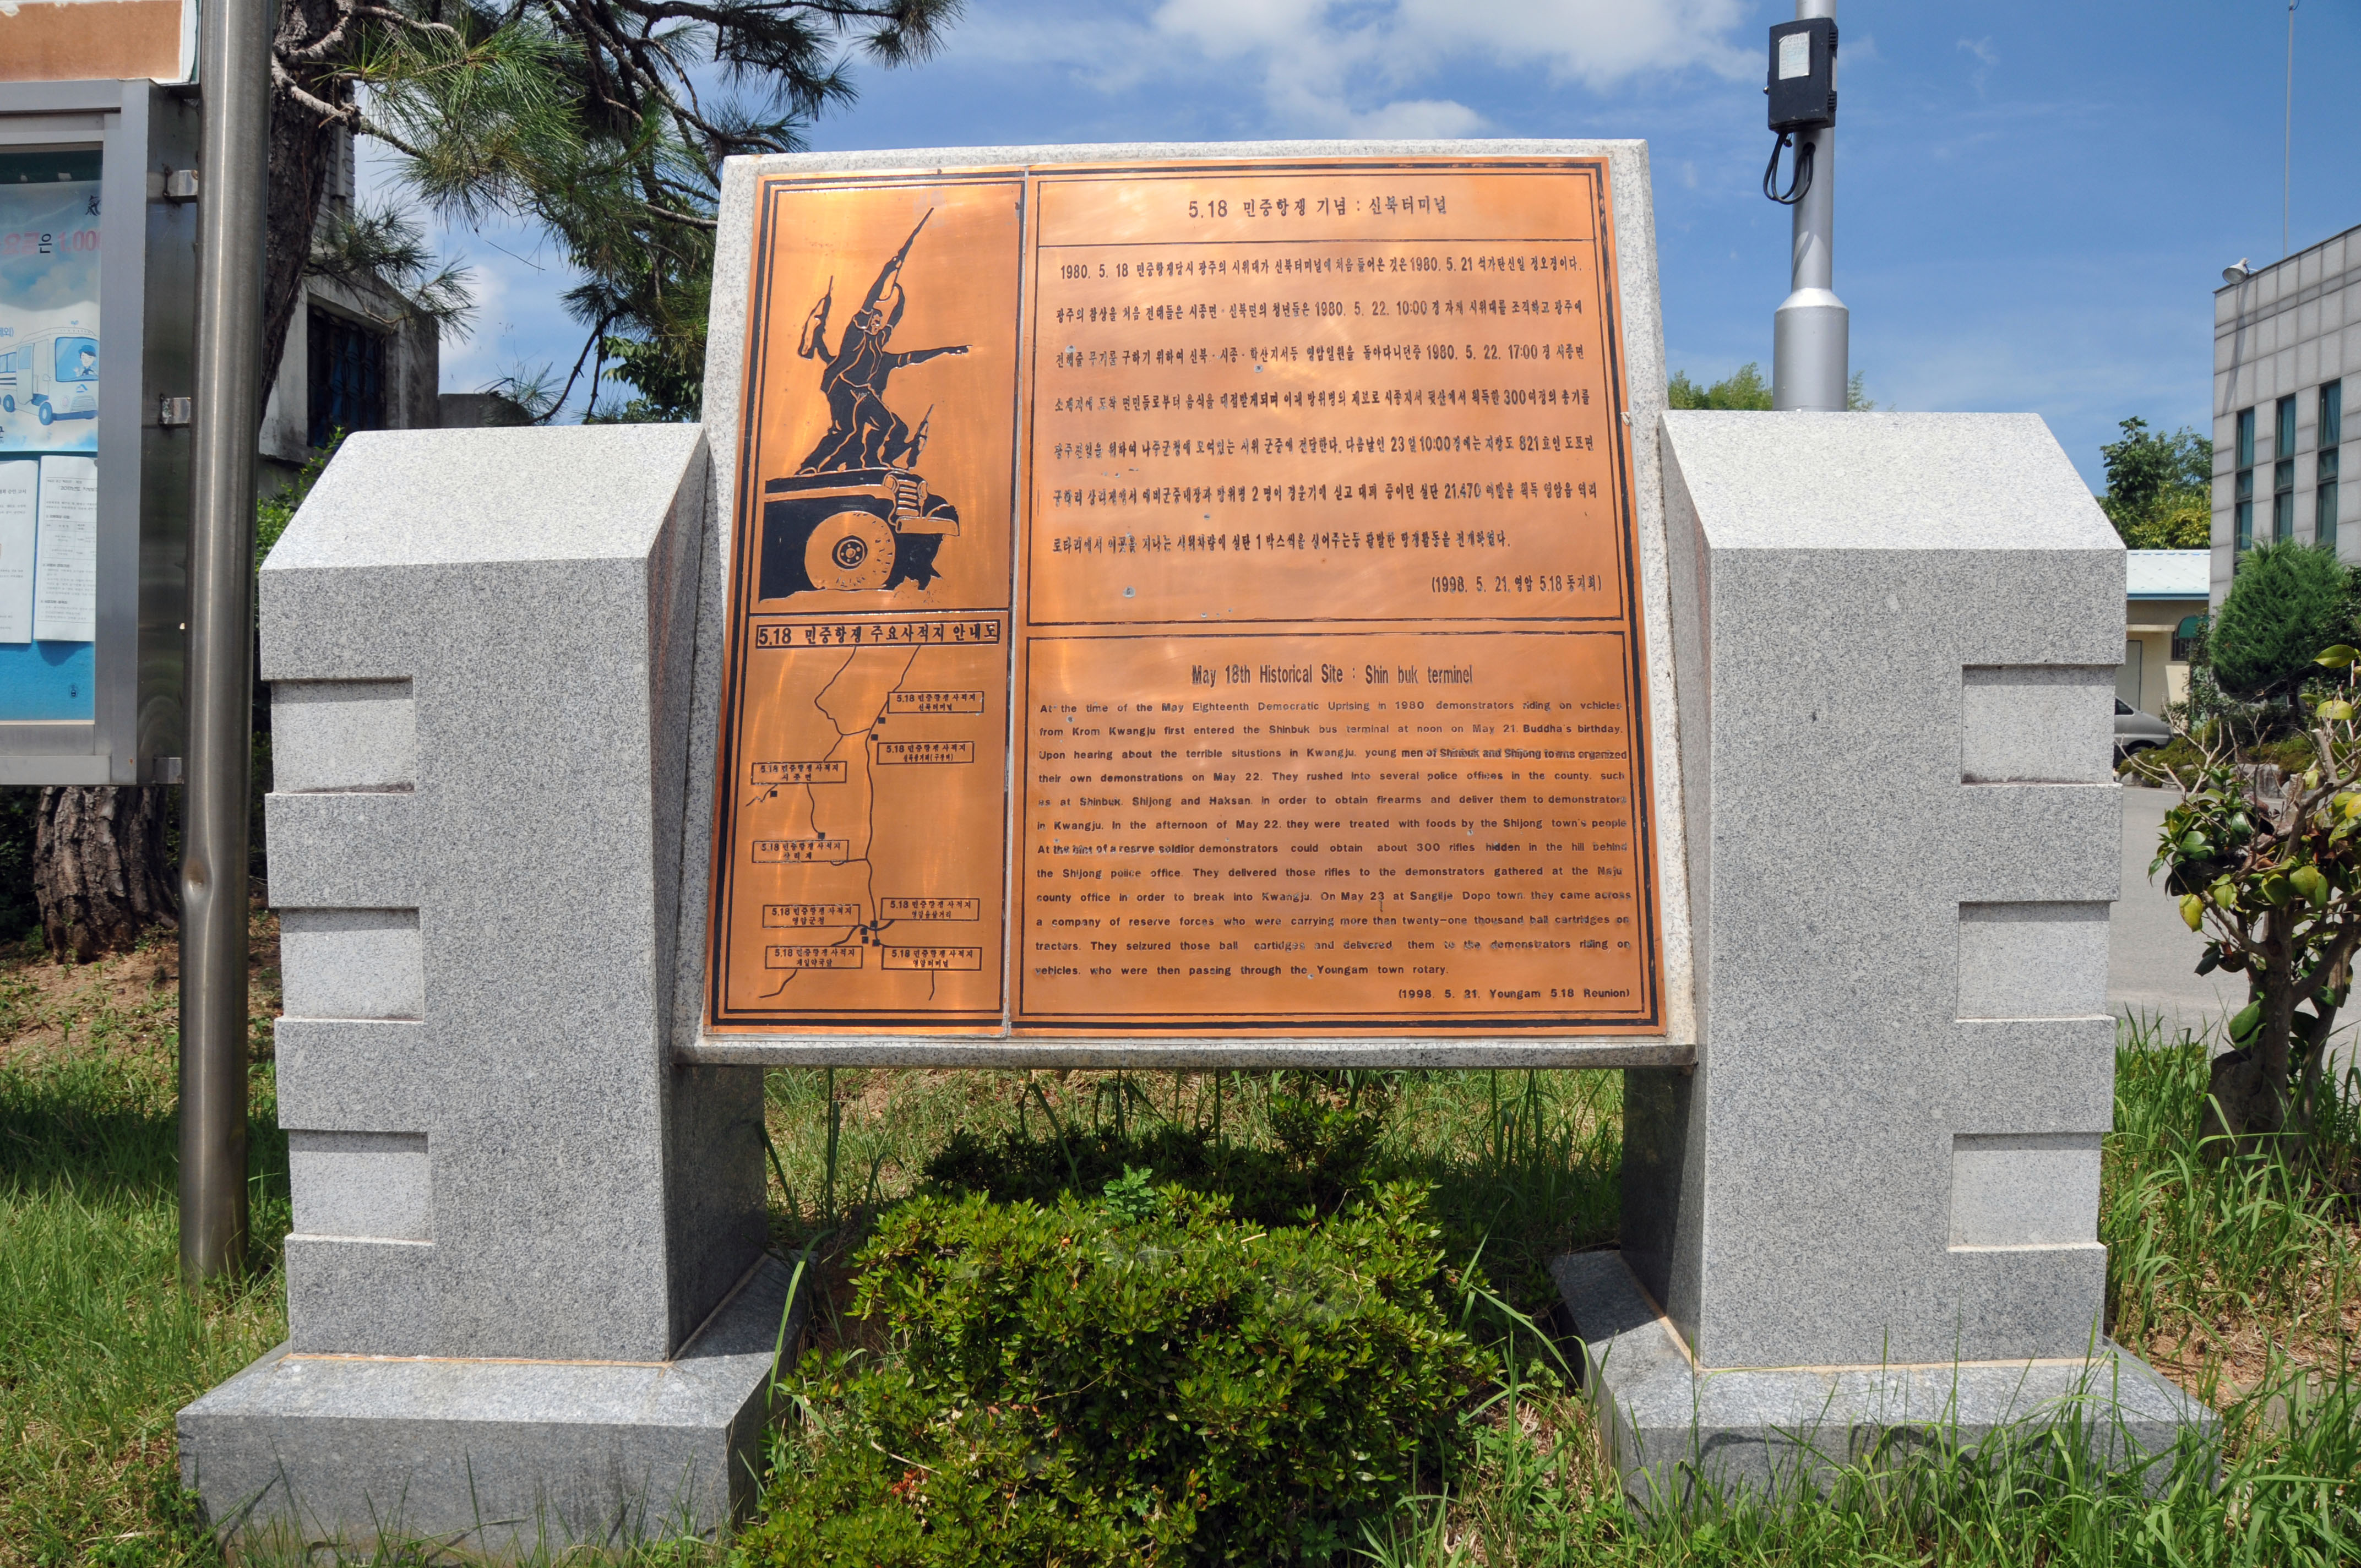 은 1,000
5.18 민중항쟁 기념 : 신북터미널
1980. 5. 18 민중항쟁당시 광주의 시위대가 신북터미널에 처음 들어온 것은 1980. 5. 21 석가탄신일 정오경이다.
광주의 참상을 처음 전해들은 시종면 · 신북면의 청년들은 1980. 5. 22. 10:00 경 자체 시위대를 조직하고 광주에
전해줄 무기를 구하기 위하여 신북 · 시종 · 학산지서등 영암일원을 돌아다니던중 1980. 5. 22. 17:00 경 시종면
소재지에 도착 면민들로부터 음식을 대접받게되며 이때 방위병의 제보로 시종지서 뒷산에서 획득한 300여정의 총기를
광주진입을 위하여 나주군청에 모여있는 시위 군중에 전달한다. 다음날인 23일 10:00경에는 지방도 821호인 도포면
구학리 상리제에서 예비군중대장과 방위병 2 명이 경운기에 싣고 대피 중이던 실탄 21,470 여발을 획득 영암읍 역리
로타리에서 이곳을 지나는 시위차량에 실탄 1 박스씩을 실어주는등 활발한 항쟁활동을 전개하였다.
(1998. 5. 21. 영암 5.18 동지회)
5.18 민중항쟁 주요사적지 안내도
5.18 민중항쟁 사적지
신북터미널
5.18 민중항쟁 사적지
5.18 민중항쟁 사적지
시종면
5.18 민중항쟁 사적지
상리제
5.18 민중항쟁 사적지
영암군청
5.18 민중항쟁 사적지
5.18 민중항쟁 사적지
5.18 민중항쟁 사적지
영암터미널
May 18th Historical Site : Shin buk terminel
At the time of the May Eighteenth Democratic Uprising in 1980 demonstrators riding on vehicles
from Krom Kwangju first entered the Shinbuk bus terminal at noon on May 21 Buddha's birthday.
Upon hearing about the terrible situstions in Kwangju, young men of Shinbuk and Shijong towns organized
their own demonstrations on May 22. They rushed into several police offices in the county, such
as at Shinbuk, Shijong and Haksan, in order to obtain firearms and deliver them to demonstrators
in Kwangju. In the afternoon of May 22, they were treated with foods by the Shijong town's people
At the hint of a reserve soldior demonstrators could obtain about 300 rifles hidden in the hill behind
the Shijong police office. They delivered those rifles to the demonstrators gathered at the Naju
county office in order to break into Kwangju. On May 23 at Sangrije Dopo town they came across
a company of reserve forces who were carrying more than twenty-one thousand ball cartridges on
tractors. They seizured those ball cartidges and delivered them to the demonstrators riding on
vehicles, who were then passing through the Youngam town rotary.
(1998. 5. 21. Youngam 5.18 Reunion)